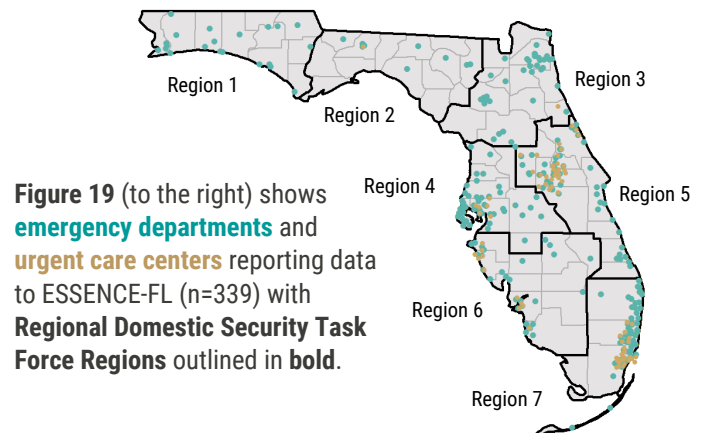 Region 1
Region 2
Region 3
Region 4
Region 5
Region 6
Region 7
Figure 19 (to the right) shows
emergency departments and
urgent care centers reporting data
to ESSENCE-FL (n=339) with
Regional Domestic Security Task
Force Regions outlined in bold.